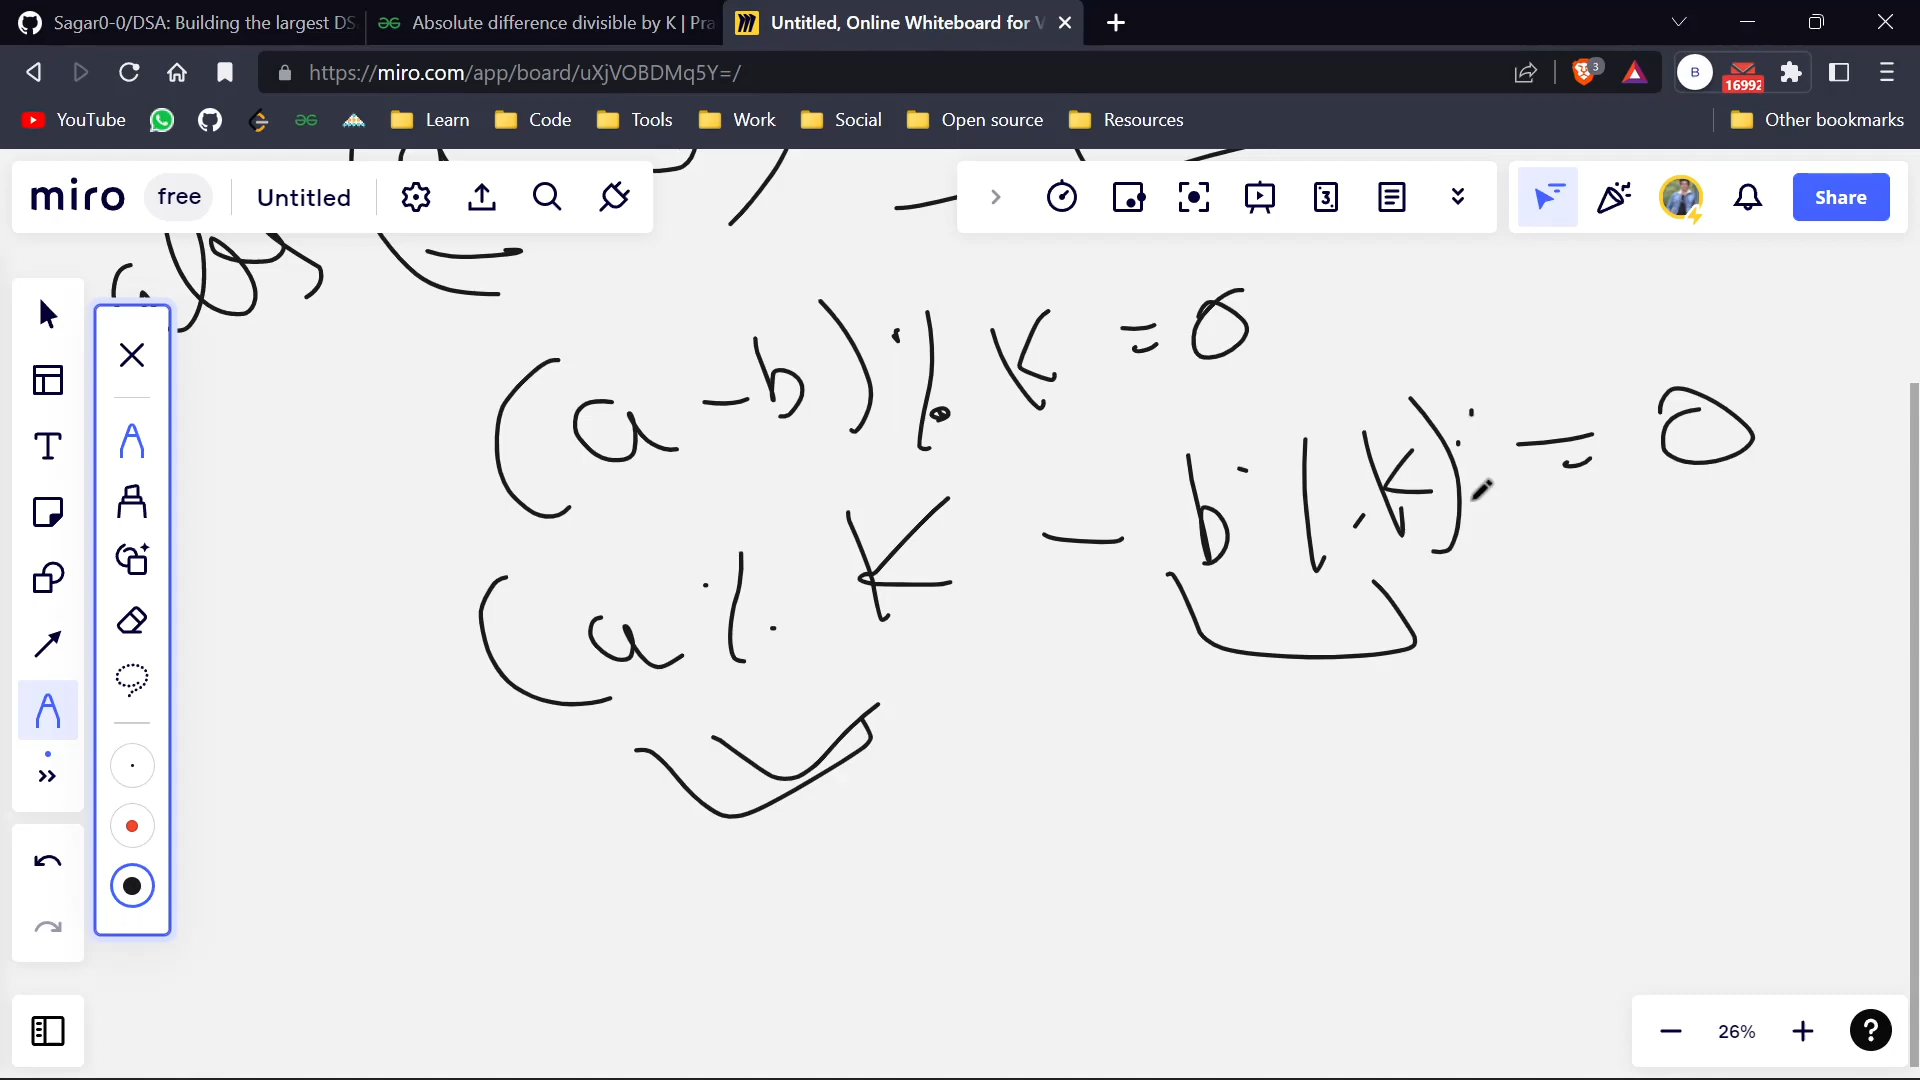 Sagar0-0/DSA: Building the largest DS
Absolute difference divisible by K | Pra
Untitled, Online Whiteboard for V
https://miro.com/app/board/uXjVOBDMq5Y=/
3
B
16992
YouTube
Learn
Code
Tools
Work
Social
Open source
Resources
Other bookmarks
miro
free
Untitled
3
Share
(a - b) % K = 0
(a % K - b % K) = 0
T
26%
?